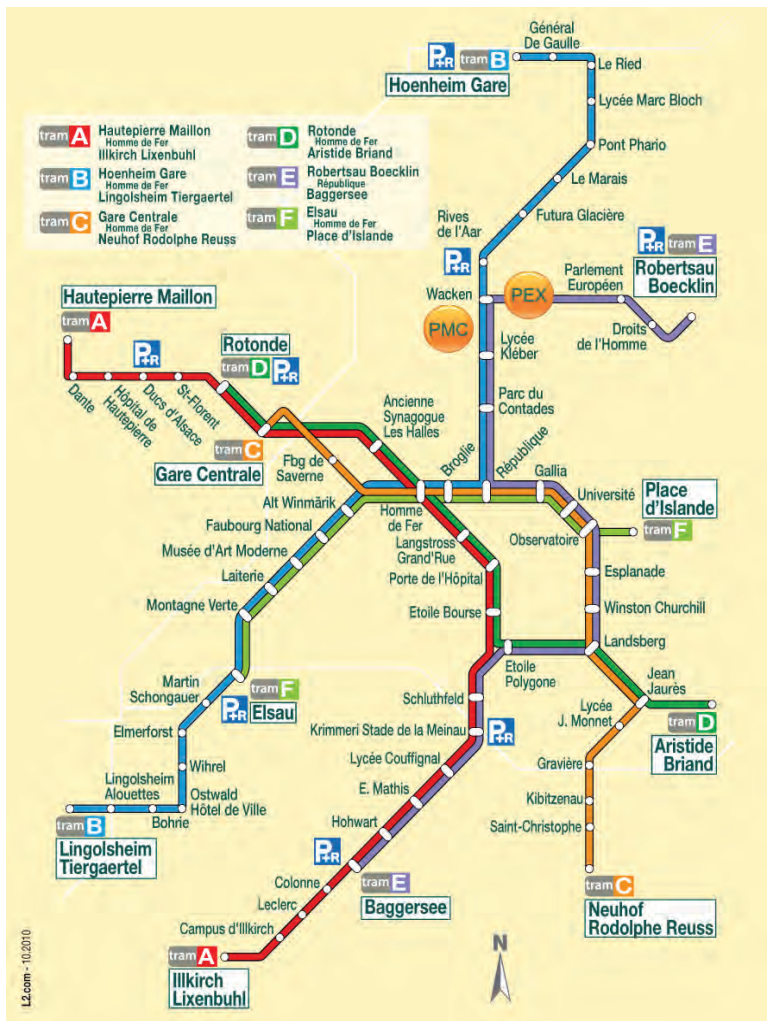 Général
De Gaulle
P+R
tram B
Hoenheim Gare
Le Ried
Lycée Marc Bloch
Pont Phario
Le Marais
Futura Glacière
Rives
de l'Aar
P+R
tram A
Hautepierre Maillon
Homme de Fer
Illkirch Lixenbuhl
tram B
Hoenheim Gare
Homme de Fer
Lingolsheim Tiergaertel
tram C
Gare Centrale
Homme de Fer
Neuhof Rodolphe Reuss
tram D
Rotonde
Homme de Fer
Aristide Briand
tram E
Robertsau Boecklin
République
Baggersee
tram F
Elsau
Homme de Fer
Place d'Islande
P+R
tram E
Robertsau
Boecklin
Parlement
Européen
Droits
de l'Homme
Wacken
PEX
PMC
Lycée
Kléber
Parc du
Contades
Hautepierre Maillon
tram A
P+R
Rotonde
tram D
P+R
Dante
Hôpital de
Hautepierre
Ducs d'Alsace
St-Florent
tram C
Gare Centrale
Ancienne
Synagogue
Les Halles
Fbg de
Saverne
Broglie
République
Gallia
Université
Place
d'Islande
tram F
Observatoire
Alt Winmärik
Faubourg National
Musée d'Art Moderne
Laiterie
Montagne Verte
Homme
de Fer
Langstross
Grand'Rue
Porte de l'Hôpital
Etoile Bourse
Esplanade
Winston Churchill
Landsberg
Etoile
Polygone
Martin
Schongauer
tram F
P+R
Elsau
Schluthfeld
Krimmeri Stade de la Meinau
P+R
Lycée
J. Monnet
Jean
Jaurès
tram D
Aristide
Briand
Elmerforst
Wihrel
Lingolsheim
Alouettes
Ostwald
Hôtel de Ville
Bohrie
tram B
Lingolsheim
Tiergaertel
Lycée Couffignal
E. Mathis
Hohwart
P+R
tram E
Baggersee
Colonne
Leclerc
Campus d'Illkirch
tram A
Illkirch
Lixenbuhl
Gravière
Kibitzenau
Saint-Christophe
tram C
Neuhof
Rodolphe Reuss
N
L2.com - 10.2010